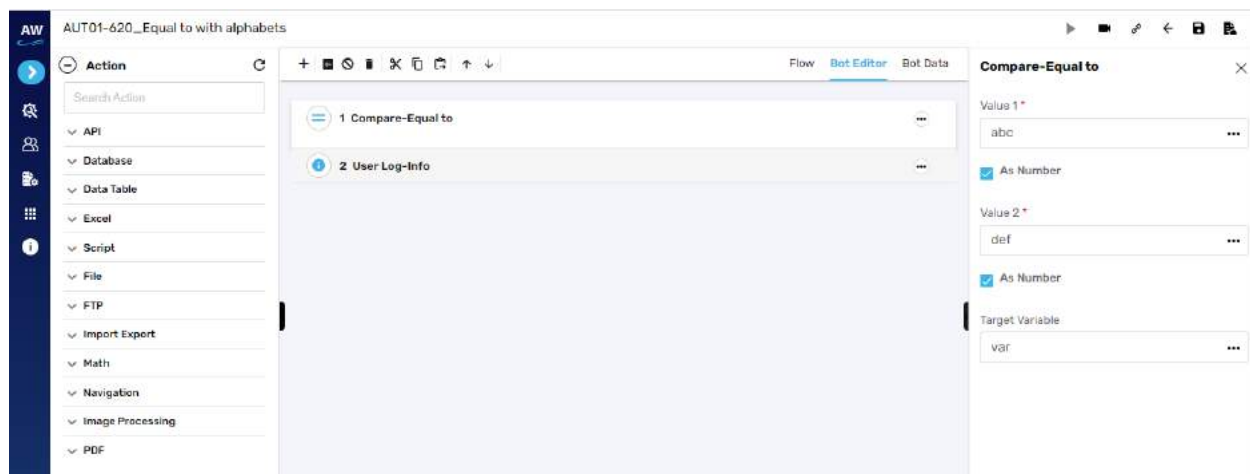 AW
AUT01-620_Equal to with alphabets
Action
Search Action
API
Database
Data Table
Excel
Script
File
FTP
Import Export
Math
Navigation
Image Processing
PDF
Flow Bot Editor Bot Data
1 Compare-Equal to
2 User Log-Info
Compare-Equal to
Value 1*
abc
As Number
Value 2*
def
As Number
Target Variable
var